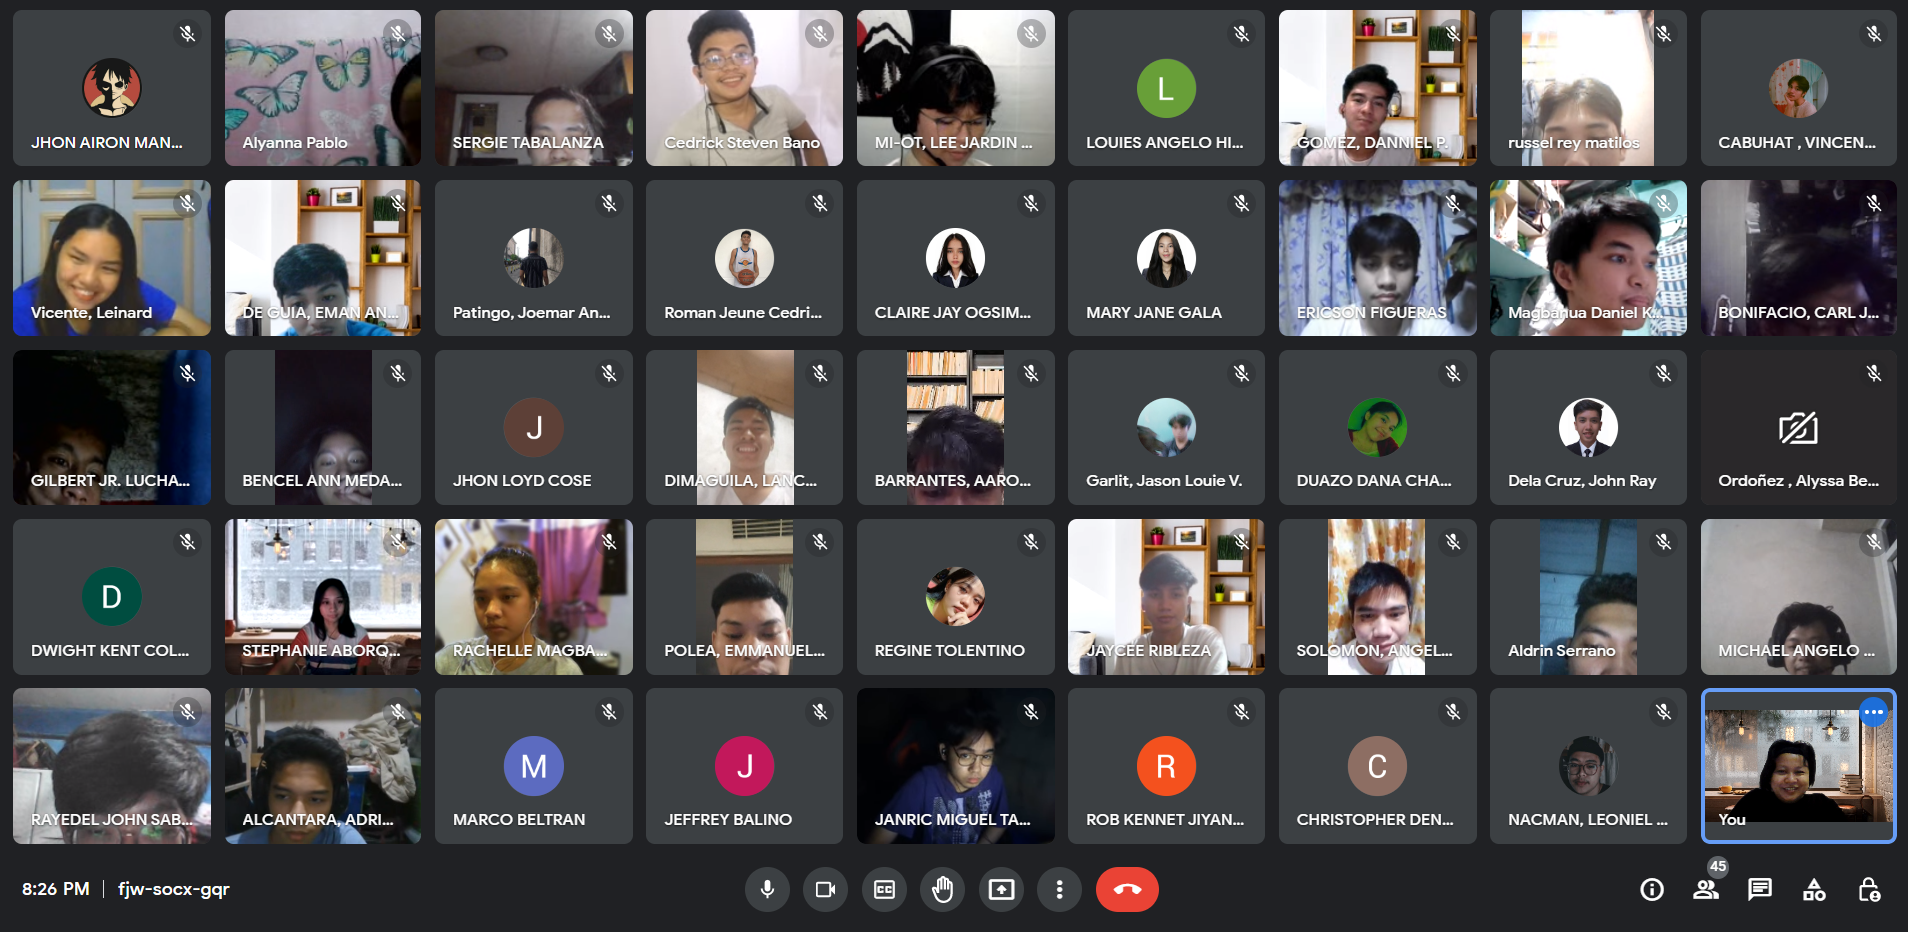 JHON AIRON MAN...
Alyanna Pablo
SERGIE TABALANZA
Cedrick Steven Bano
MI-OT, LEE JARDIN ...
L
LOUIES ANGELO HI...
GOMEZ, DANNIEL P.
russel rey matilos
CABUHAT , VINCEN...
Vicente, Leinard
DE GUIA, EMAN AN...
Patingo, Joemar An...
Roman Jeune Cedri...
CLAIRE JAY OGSIM...
MARY JANE GALA
ERICSON FIGUERAS
Magbanua Daniel K...
BONIFACIO, CARL J...
GILBERT JR. LUCHA...
BENCEL ANN MEDA...
J
JHON LOYD COSE
DIMAGUILA, LANC...
BARRANTES, AARO...
Garlit, Jason Louie V.
DUAZO DANA CHA...
Dela Cruz, John Ray
Ordoñez , Alyssa Be...
D
DWIGHT KENT COL...
STEPHANIE ABORQ...
RACHELLE MAGBA...
POLEA, EMMANUEL...
REGINE TOLENTINO
JAYCEE RIBLEZA
SOLOMON, ANGEL...
Aldrin Serrano
MICHAEL ANGELO ...
RAYEDEL JOHN SAB...
ALCANTARA, ADRI...
M
MARCO BELTRAN
J
JEFFREY BALINO
JANRIC MIGUEL TA...
R
ROB KENNET JIYAN...
C
CHRISTOPHER DEN...
NACMAN, LEONIEL ...
You
8:26 PM | fjw-socx-gqr
CC
45